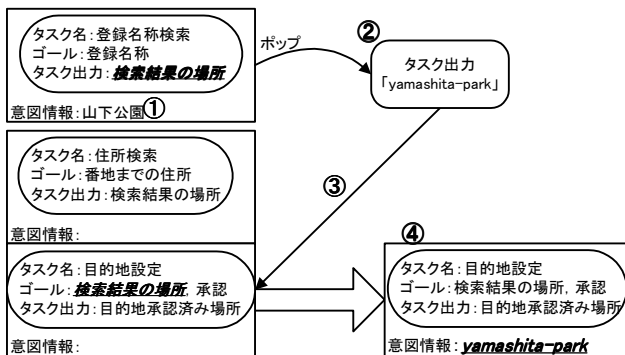 タスク名:登録名称検索
ゴール:登録名称
タスク出力:検索結果の場所
意図情報:山下公園①
ポップ
②
タスク出力
「yamashita-park」
タスク名:住所検索
ゴール:番地までの住所
タスク出力:検索結果の場所
意図情報:
③
タスク名:目的地設定
ゴール:検索結果の場所, 承認
タスク出力:目的地承認済み場所
意図情報:
④
タスク名:目的地設定
ゴール:検索結果の場所, 承認
タスク出力:目的地承認済み場所
意図情報:yamashita-park